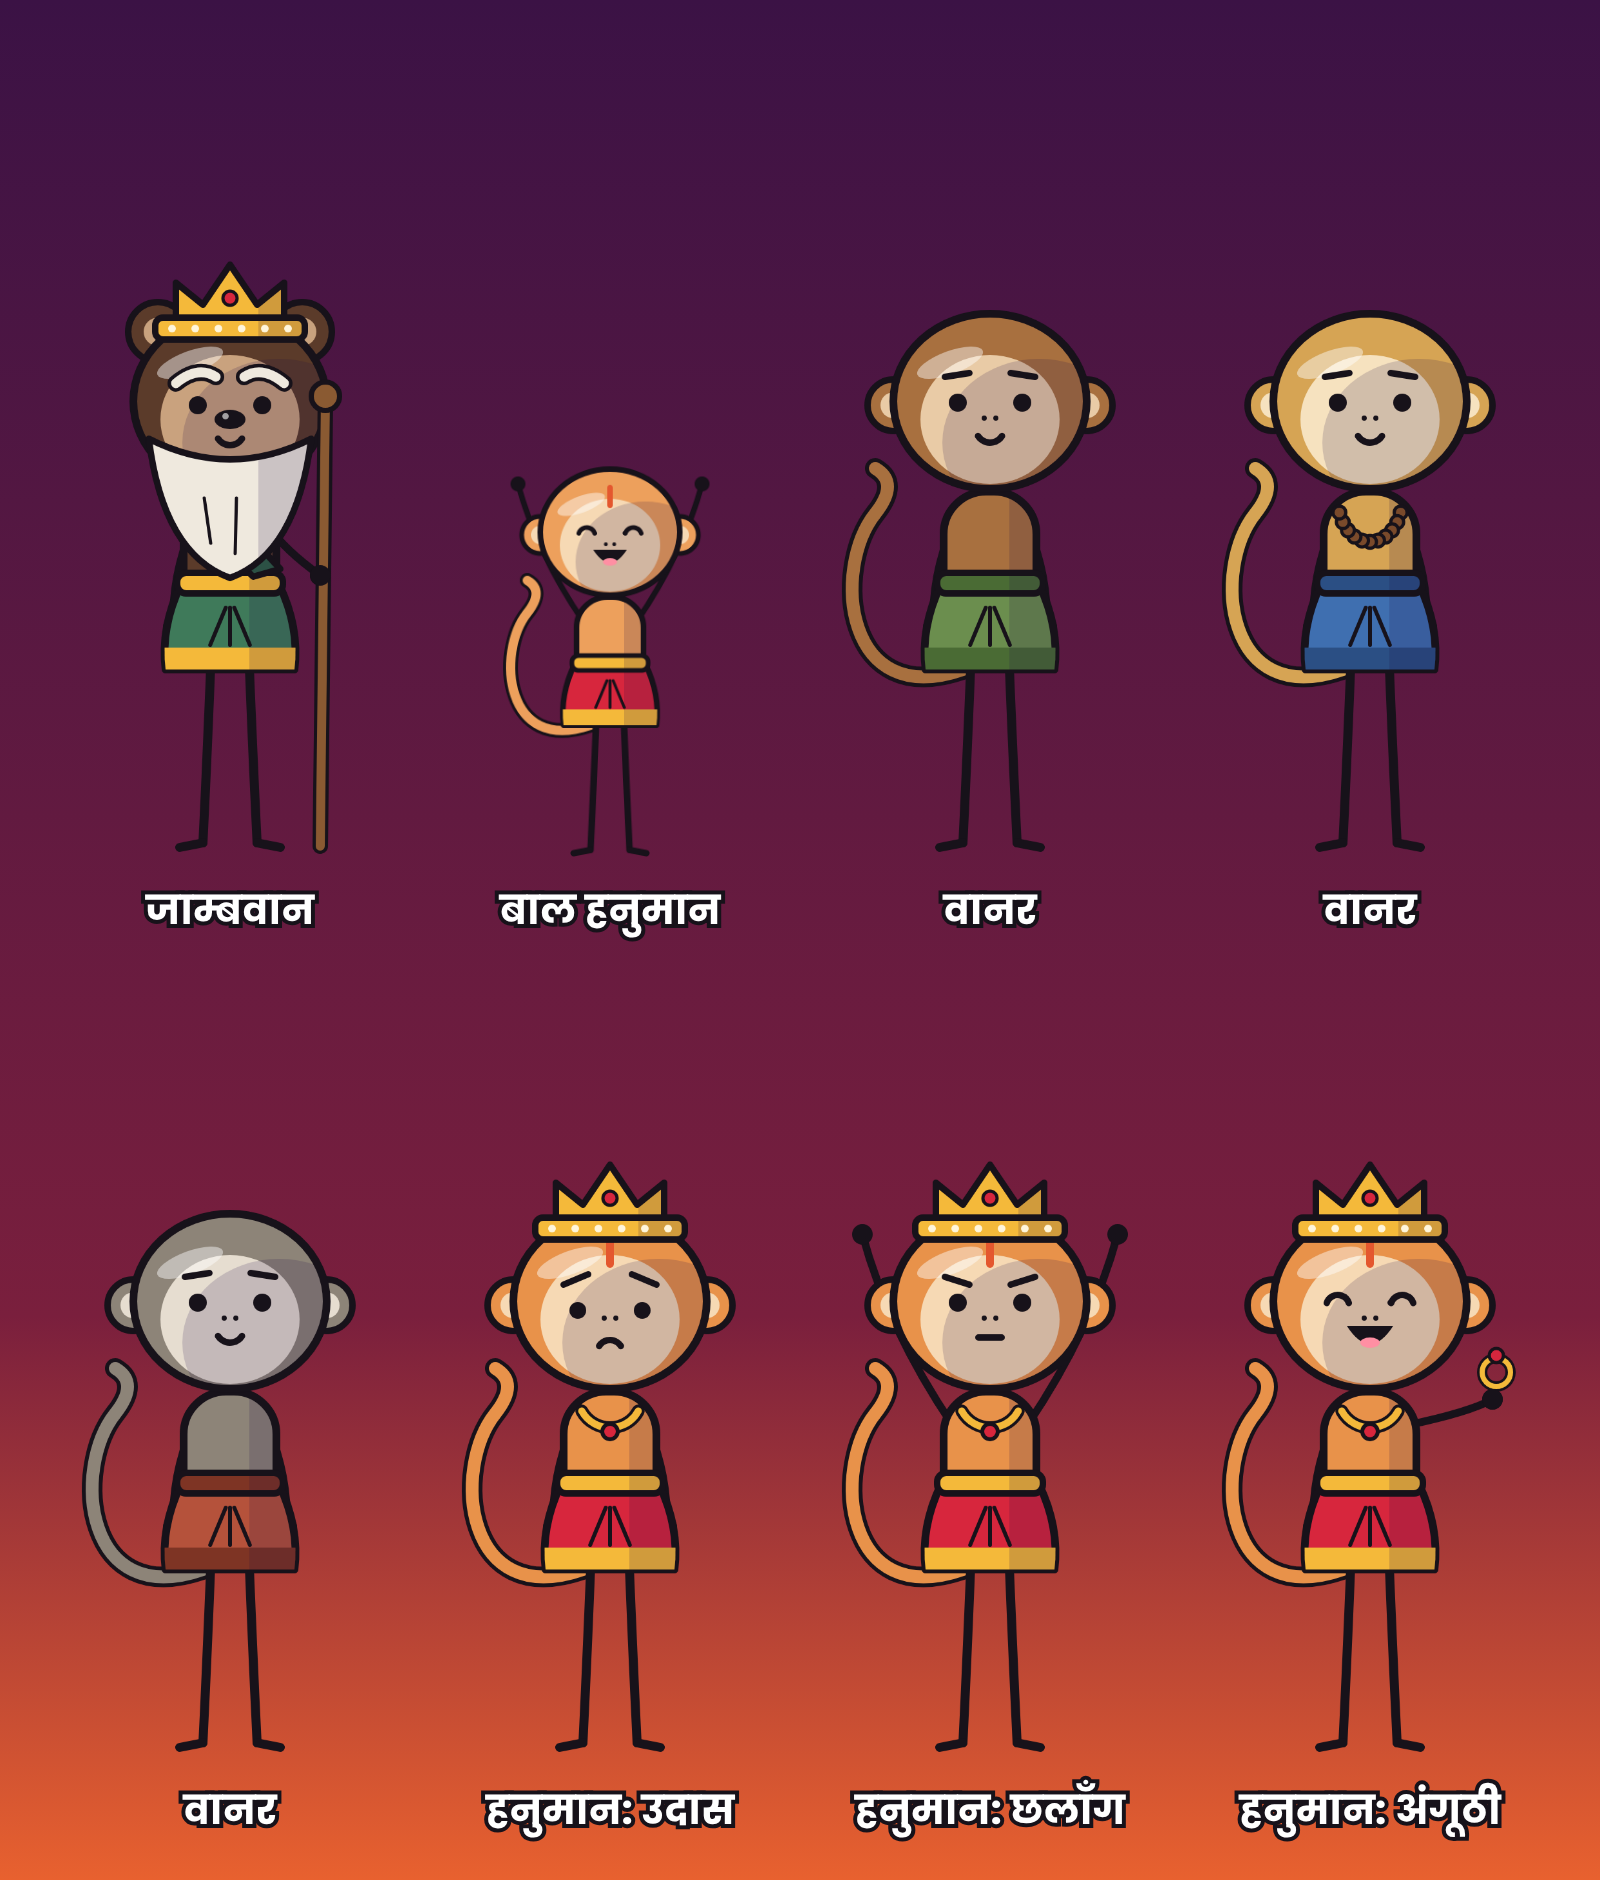 जाम्बवान
बाल हनुमान
वानर
वानर
वानर
हनुमान: उदास
हनुमान: छलाँग
हनुमान: अंगूठी